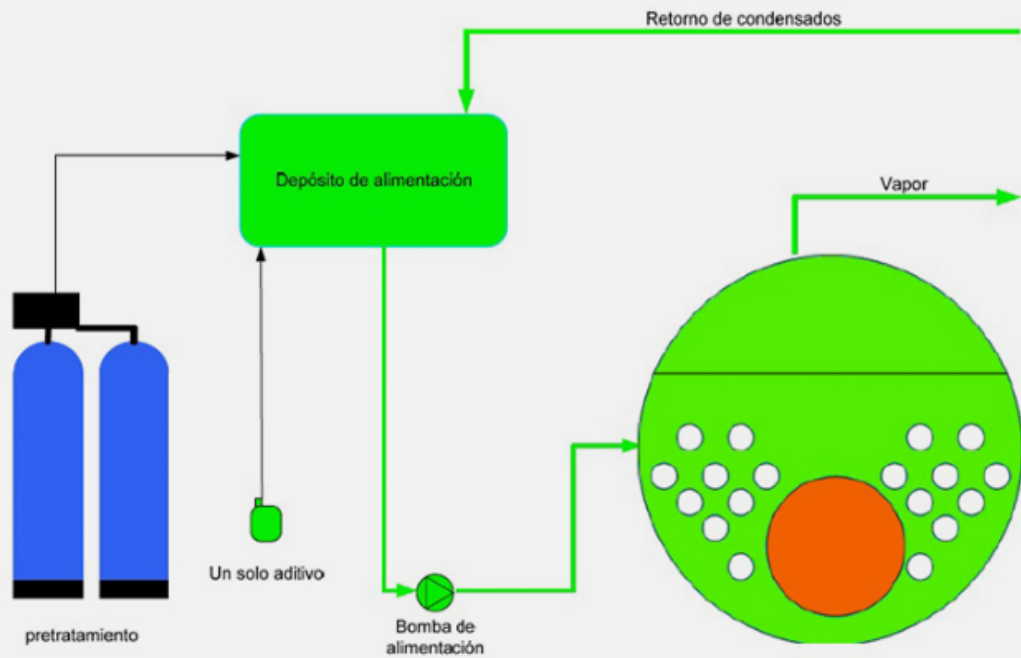 Retorno de condensados
Depósito de alimentación
Vapor
Un solo aditivo
Bomba de
alimentación
pretratamiento